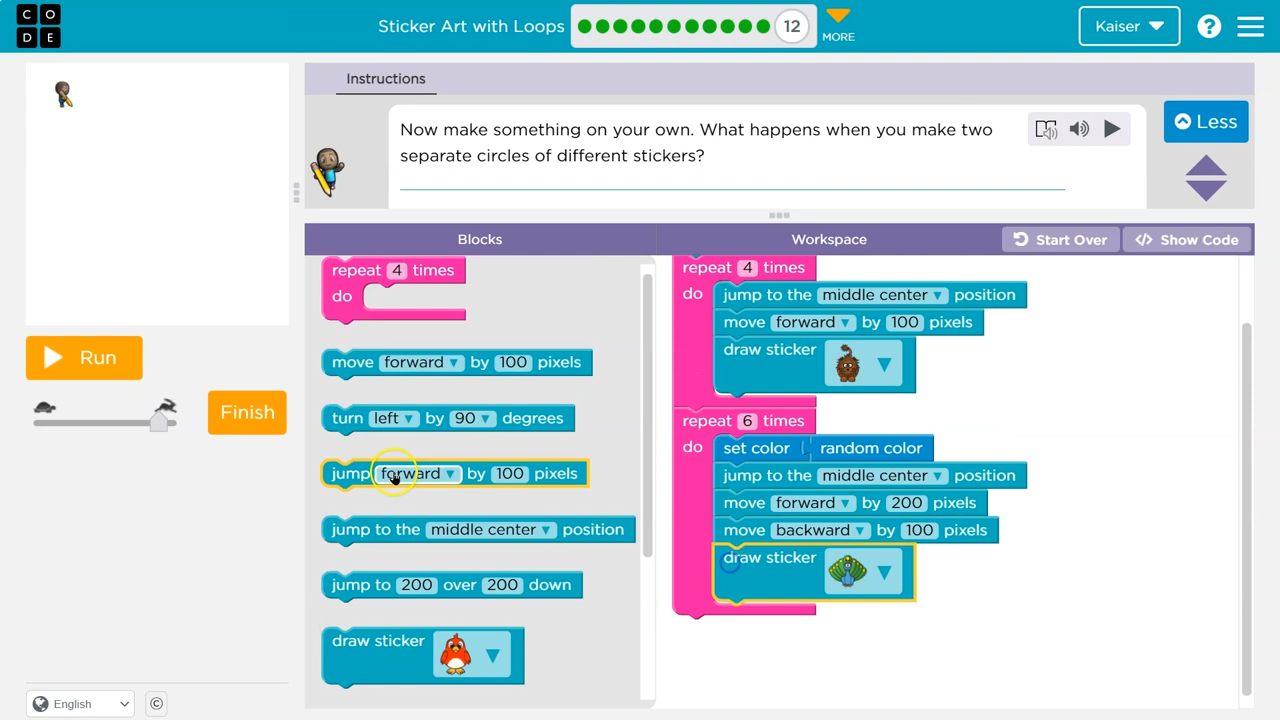 C O
D E
Sticker Art with Loops
12
MORE
Kaiser
?
Instructions
Now make something on your own. What happens when you make two
separate circles of different stickers?
Less
Blocks
Workspace
Start Over
Show Code
repeat 4 times
do
move forward by 100 pixels
turn left by 90 degrees
jump forward by 100 pixels
jump to the middle center position
jump to 200 over 200 down
draw sticker
repeat 4 times
do
jump to the middle center position
move forward by 100 pixels
draw sticker
repeat 6 times
do
set color random color
jump to the middle center position
move forward by 200 pixels
move backward by 100 pixels
draw sticker
Run
Finish
English
©